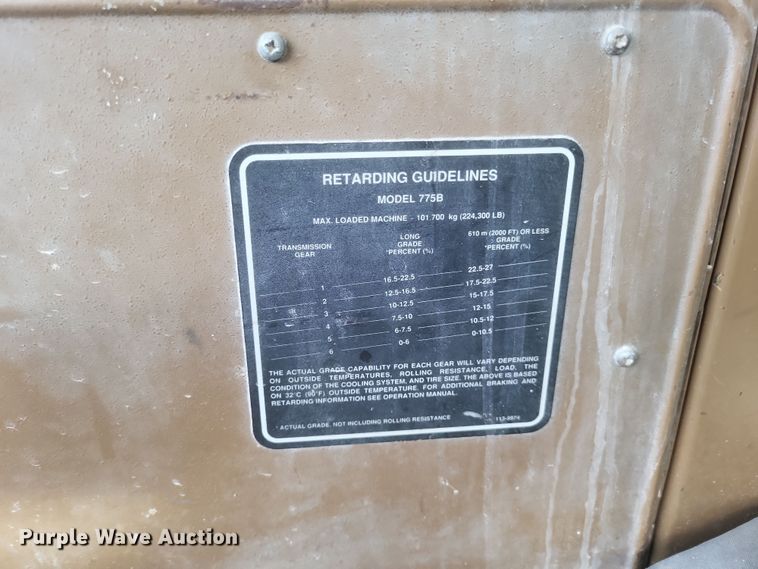 RETARDING GUIDELINES
MODEL 775B
MAX. LOADED MACHINE - 101 700 kg (224,300 LB)
TRANSMISSION GEAR LONG GRADE *PERCENT (%) 610 m (2000 FT) OR LESS GRADE *PERCENT (%)
1 16.5-22.5 22.5-27
2 12.5-16.5 17.5-22.5
3 10-12.5 15-17.5
4 7.5-10 12-15
5 6-7.5 10.5-12
6 0-6 0-10.5
THE ACTUAL GRADE CAPABILITY FOR EACH GEAR WILL VARY DEPENDING
ON OUTSIDE TEMPERATURES, ROLLING RESISTANCE, LOAD, THE
CONDITION OF THE COOLING SYSTEM, AND TIRE SIZE. THE ABOVE IS BASED
ON 32°C (90°F) OUTSIDE TEMPERATURE. FOR ADDITIONAL BRAKING AND
RETARDING INFORMATION SEE OPERATION MANUAL.
* ACTUAL GRADE, NOT INCLUDING ROLLING RESISTANCE
Purple Wave Auction